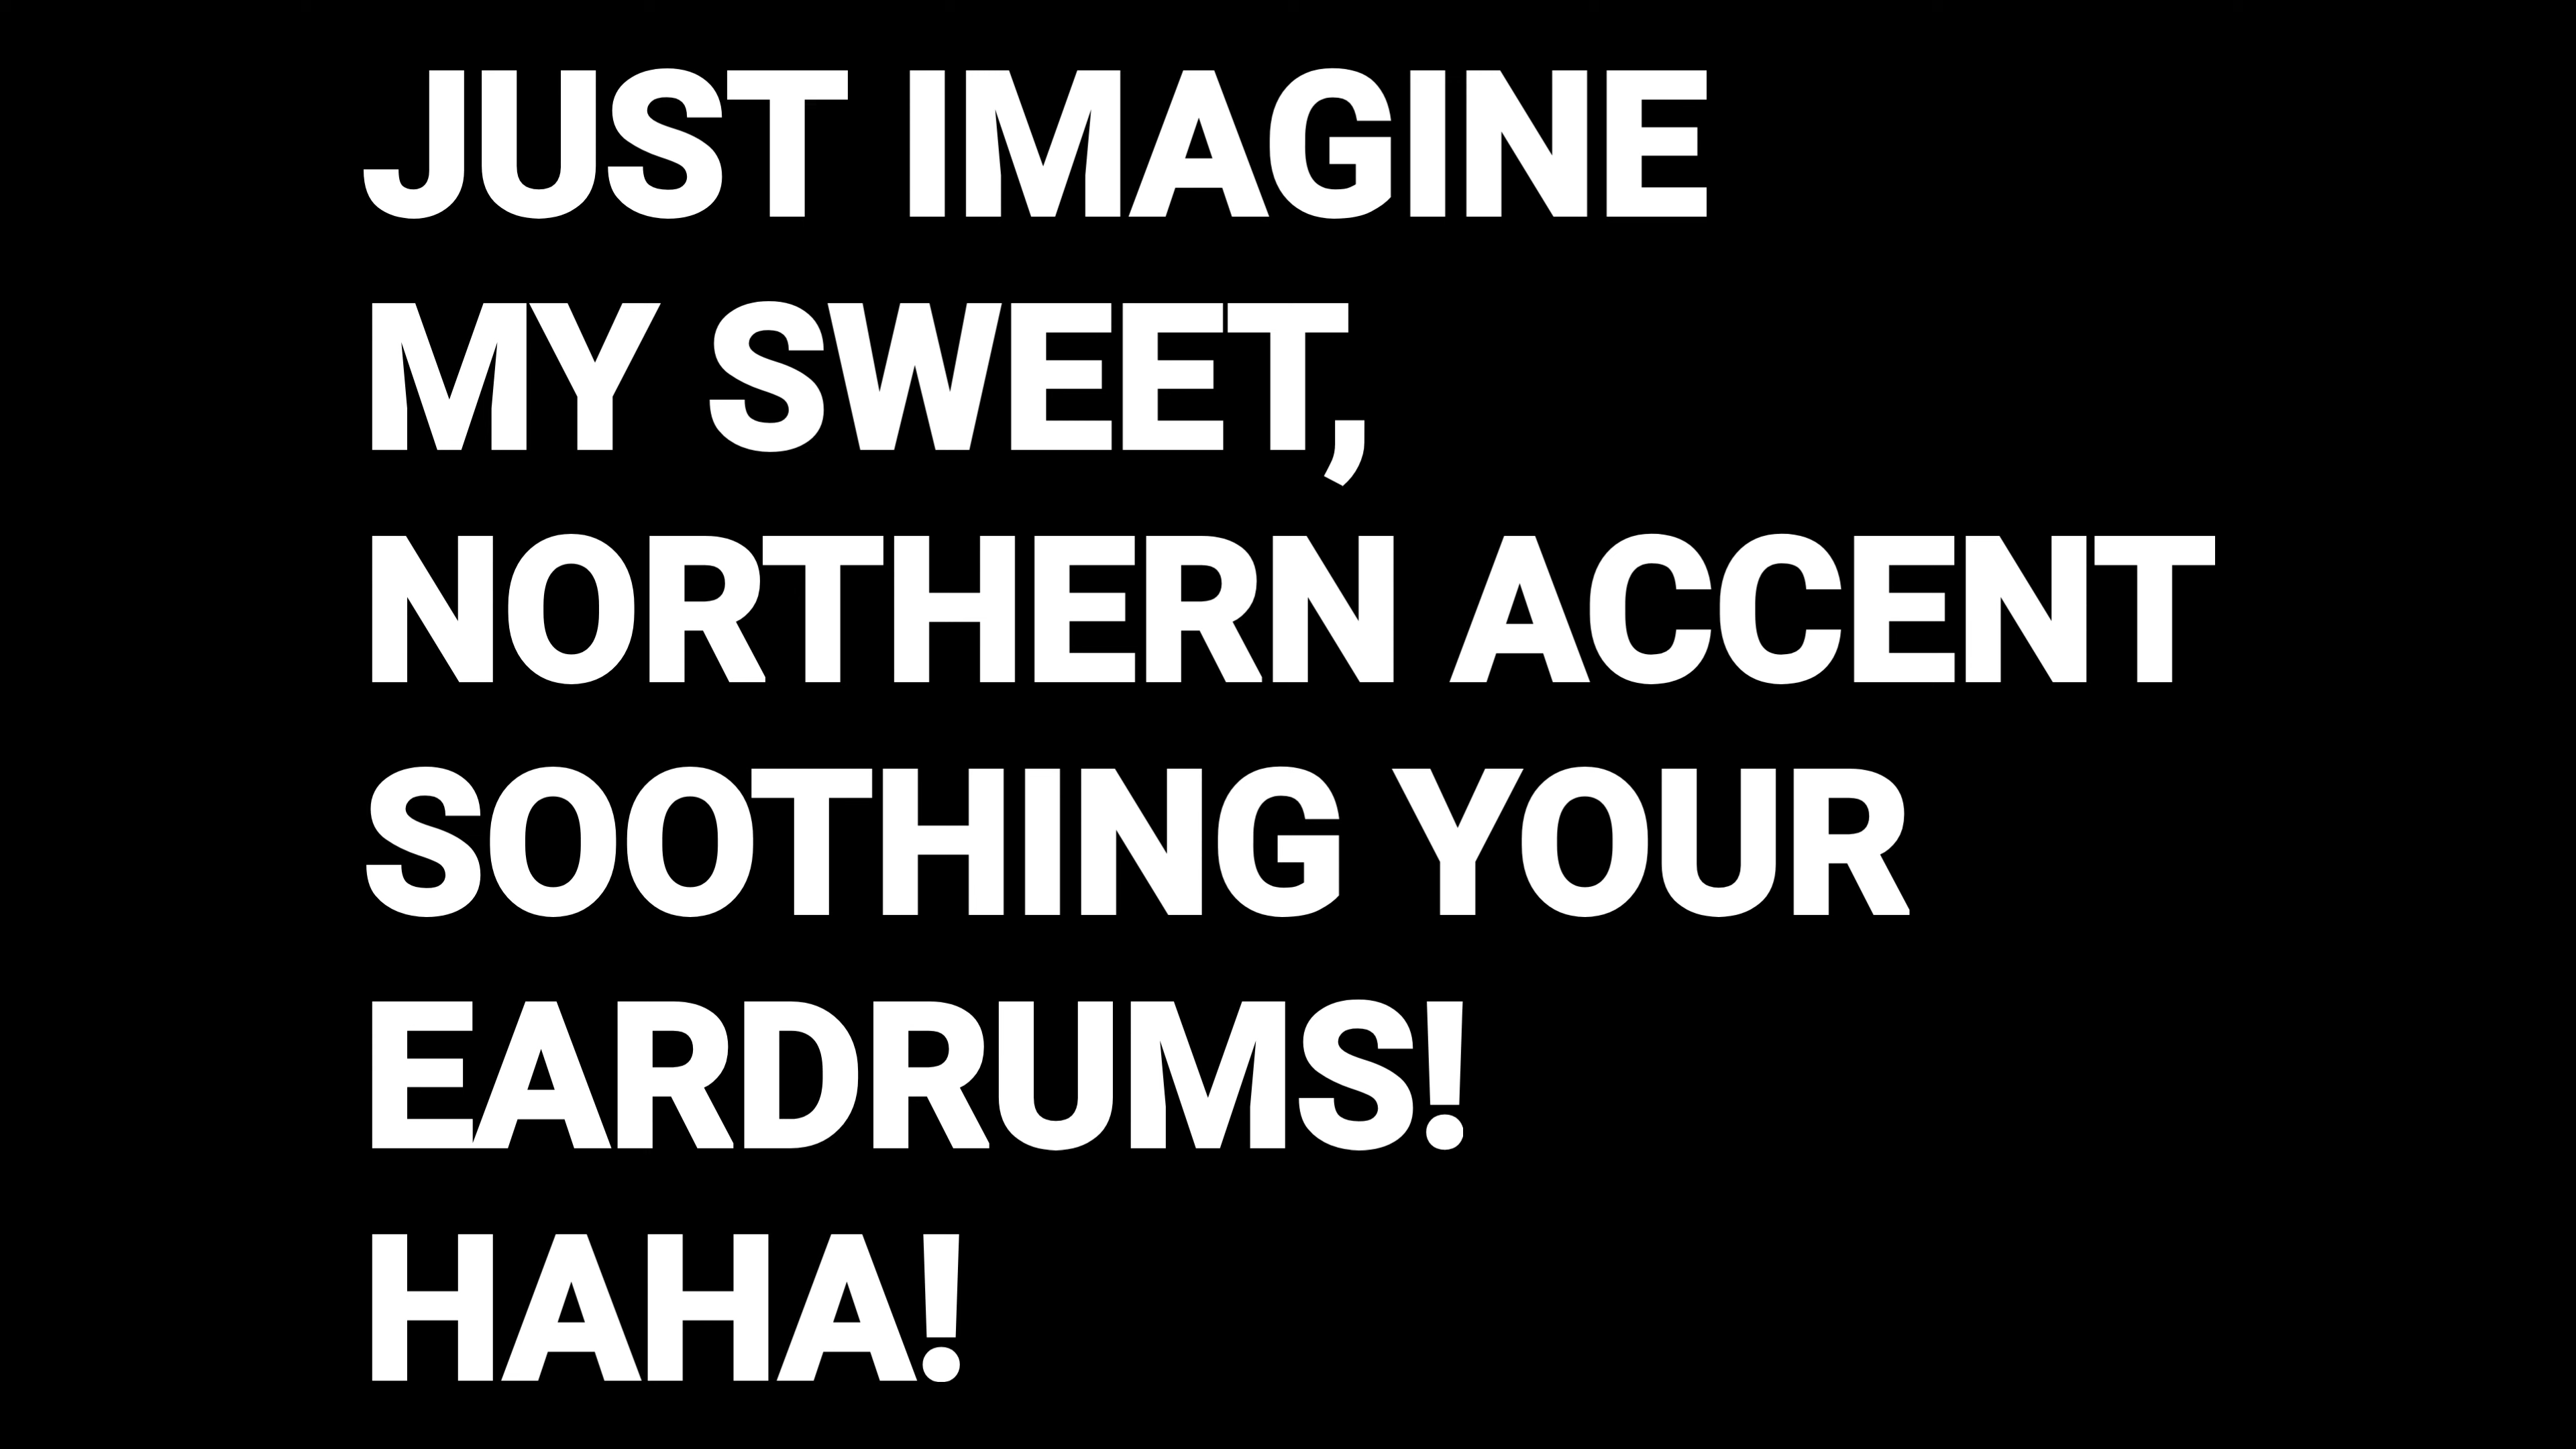 JUST IMAGINE
MY SWEET,
NORTHERN ACCENT
SOOTHING YOUR
EARDRUMS!
HAHA!